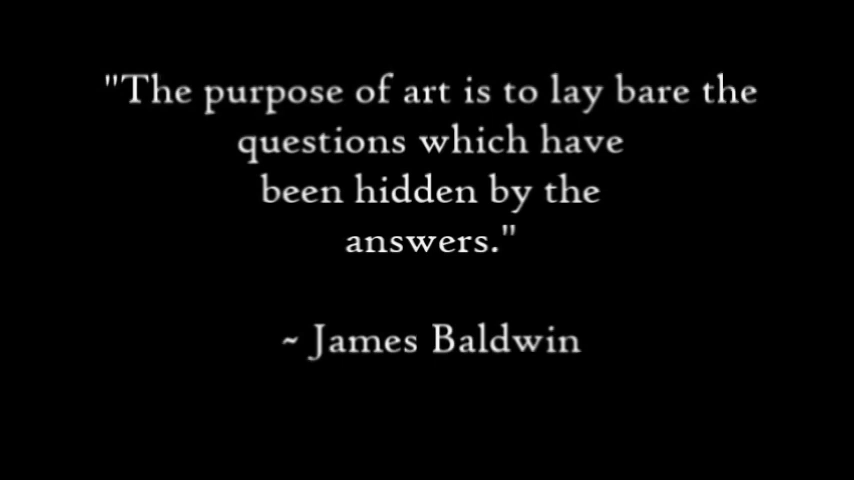 "The purpose of art is to lay bare the
questions which have
been hidden by the
answers."
~ James Baldwin